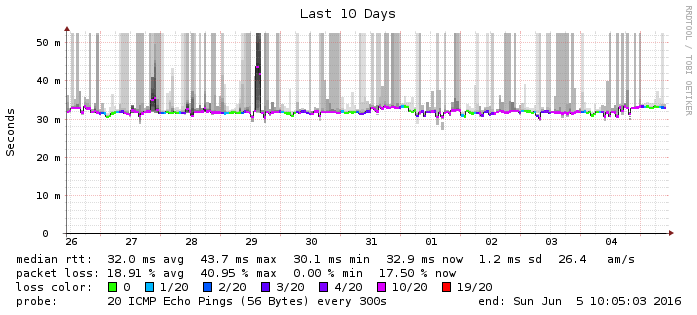 Last 10 Days
RRDTOOL / TOBI OETIKER
Seconds
50 m
40 m
30 m
20 m
10 m
0
26 27 28 29 30 31 01 02 03 04
median rtt: 32.0 ms avg 43.7 ms max 30.1 ms min 32.9 ms now 1.2 ms sd 26.4 am/s
packet loss: 18.91 % avg 40.95 % max 0.00 % min 17.50 % now
loss color: 0 1/20 2/20 3/20 4/20 10/20 19/20
probe: 20 ICMP Echo Pings (56 Bytes) every 300s end: Sun Jun 5 10:05:03 2016